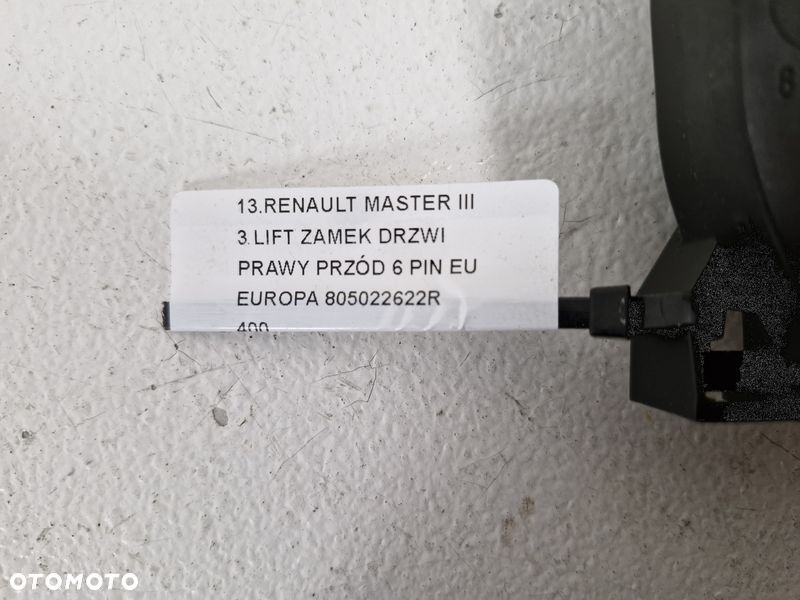 13.RENAULT MASTER III
3.LIFT ZAMEK DRZWI
PRAWY PRZÓD 6 PIN EU
EUROPA 805022622R
400
OTOMOTO